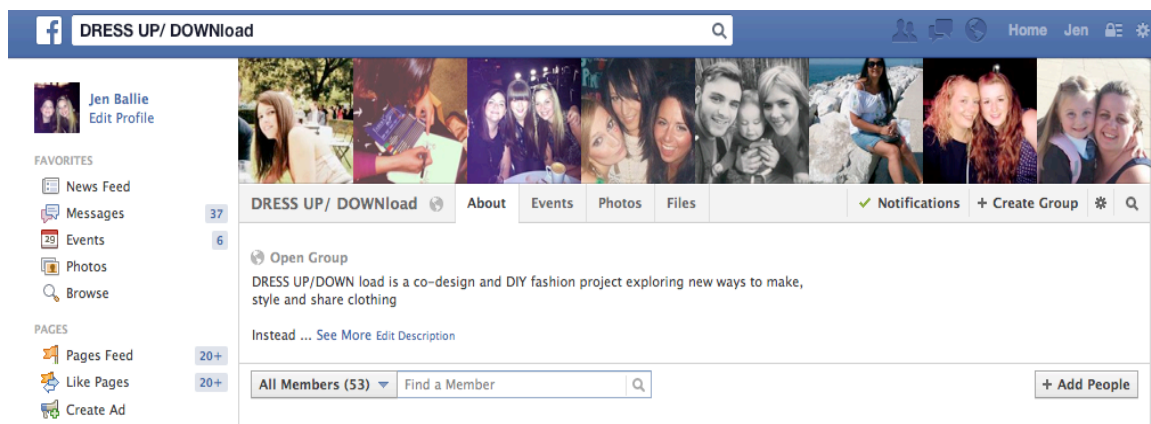 f DRESS UP/ DOWNload
Home Jen
Jen Ballie
Edit Profile
FAVORITES
News Feed
Messages 37
29 Events 6
Photos
Browse
PAGES
Pages Feed 20+
Like Pages 20+
Create Ad
DRESS UP/ DOWNload About Events Photos Files Notifications + Create Group
Open Group
DRESS UP/DOWN load is a co-design and DIY fashion project exploring new ways to make,
style and share clothing
Instead ... See More Edit Description
All Members (53) Find a Member + Add People